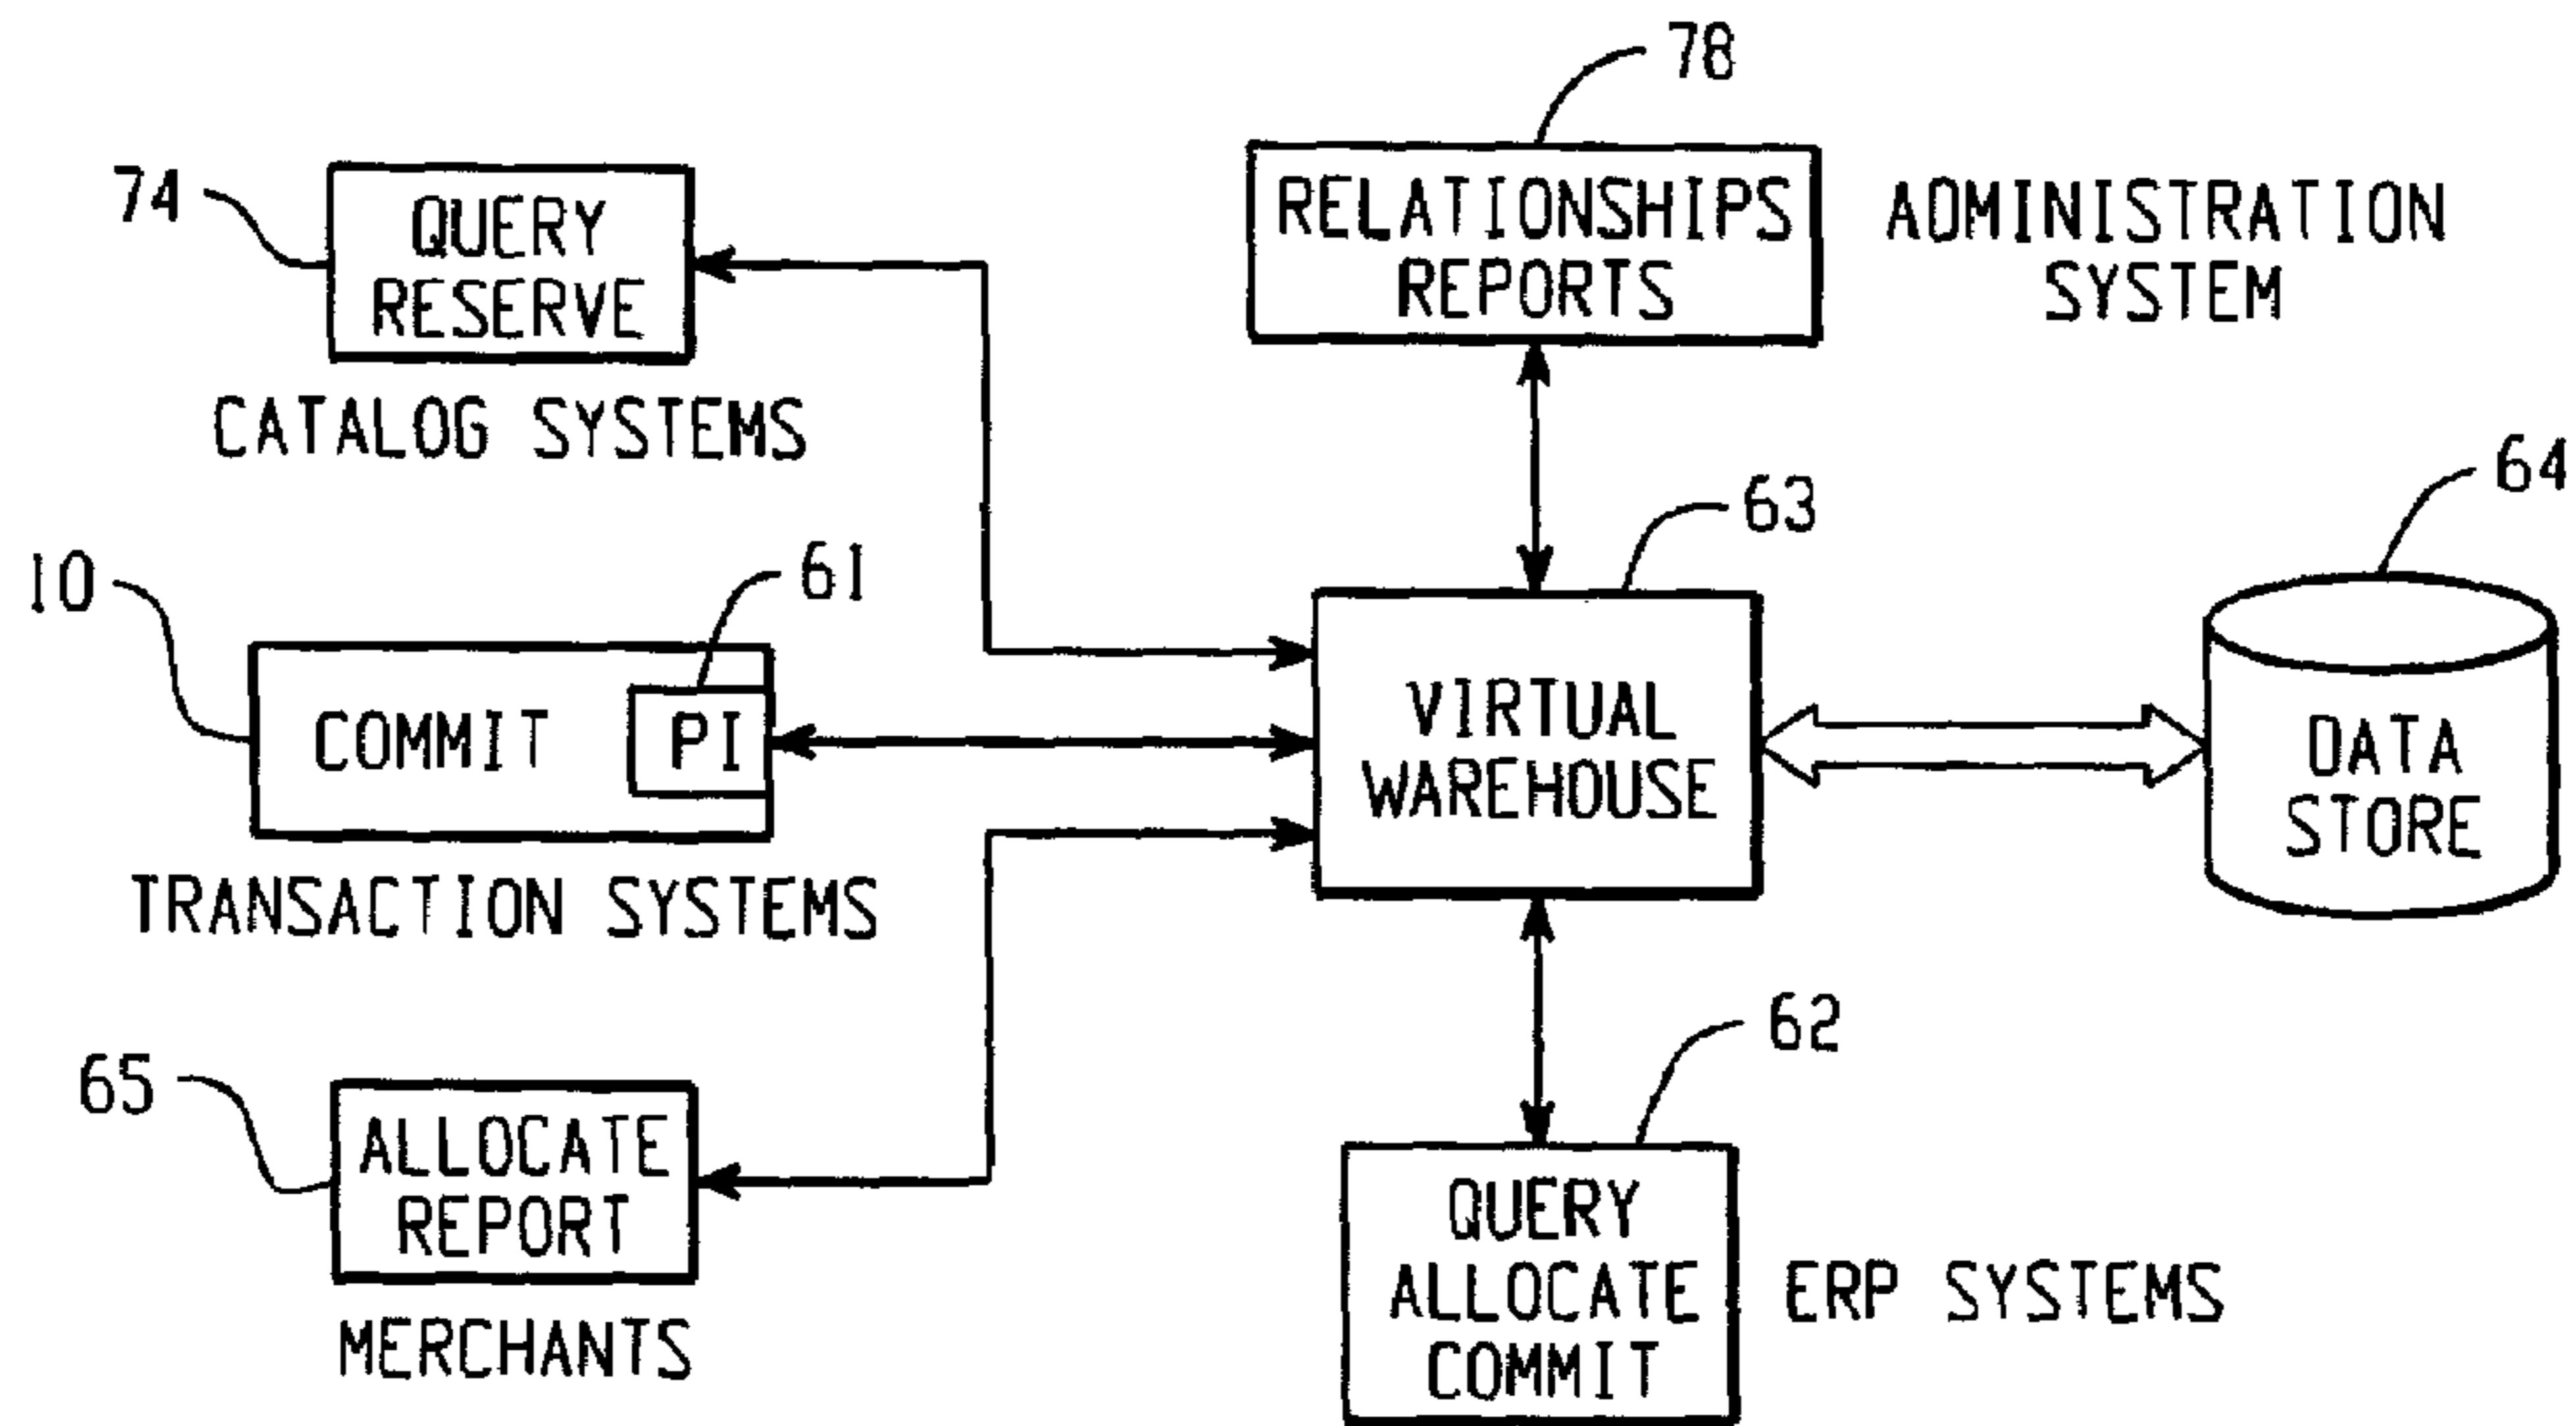 78
74
QUERY
RESERVE
CATALOG SYSTEMS
RELATIONSHIPS
REPORTS
ADMINISTRATION
SYSTEM
10
61
COMMIT
PI
TRANSACTION SYSTEMS
63
VIRTUAL
WAREHOUSE
64
DATA
STORE
65
ALLOCATE
REPORT
MERCHANTS
62
QUERY
ALLOCATE
COMMIT
ERP SYSTEMS